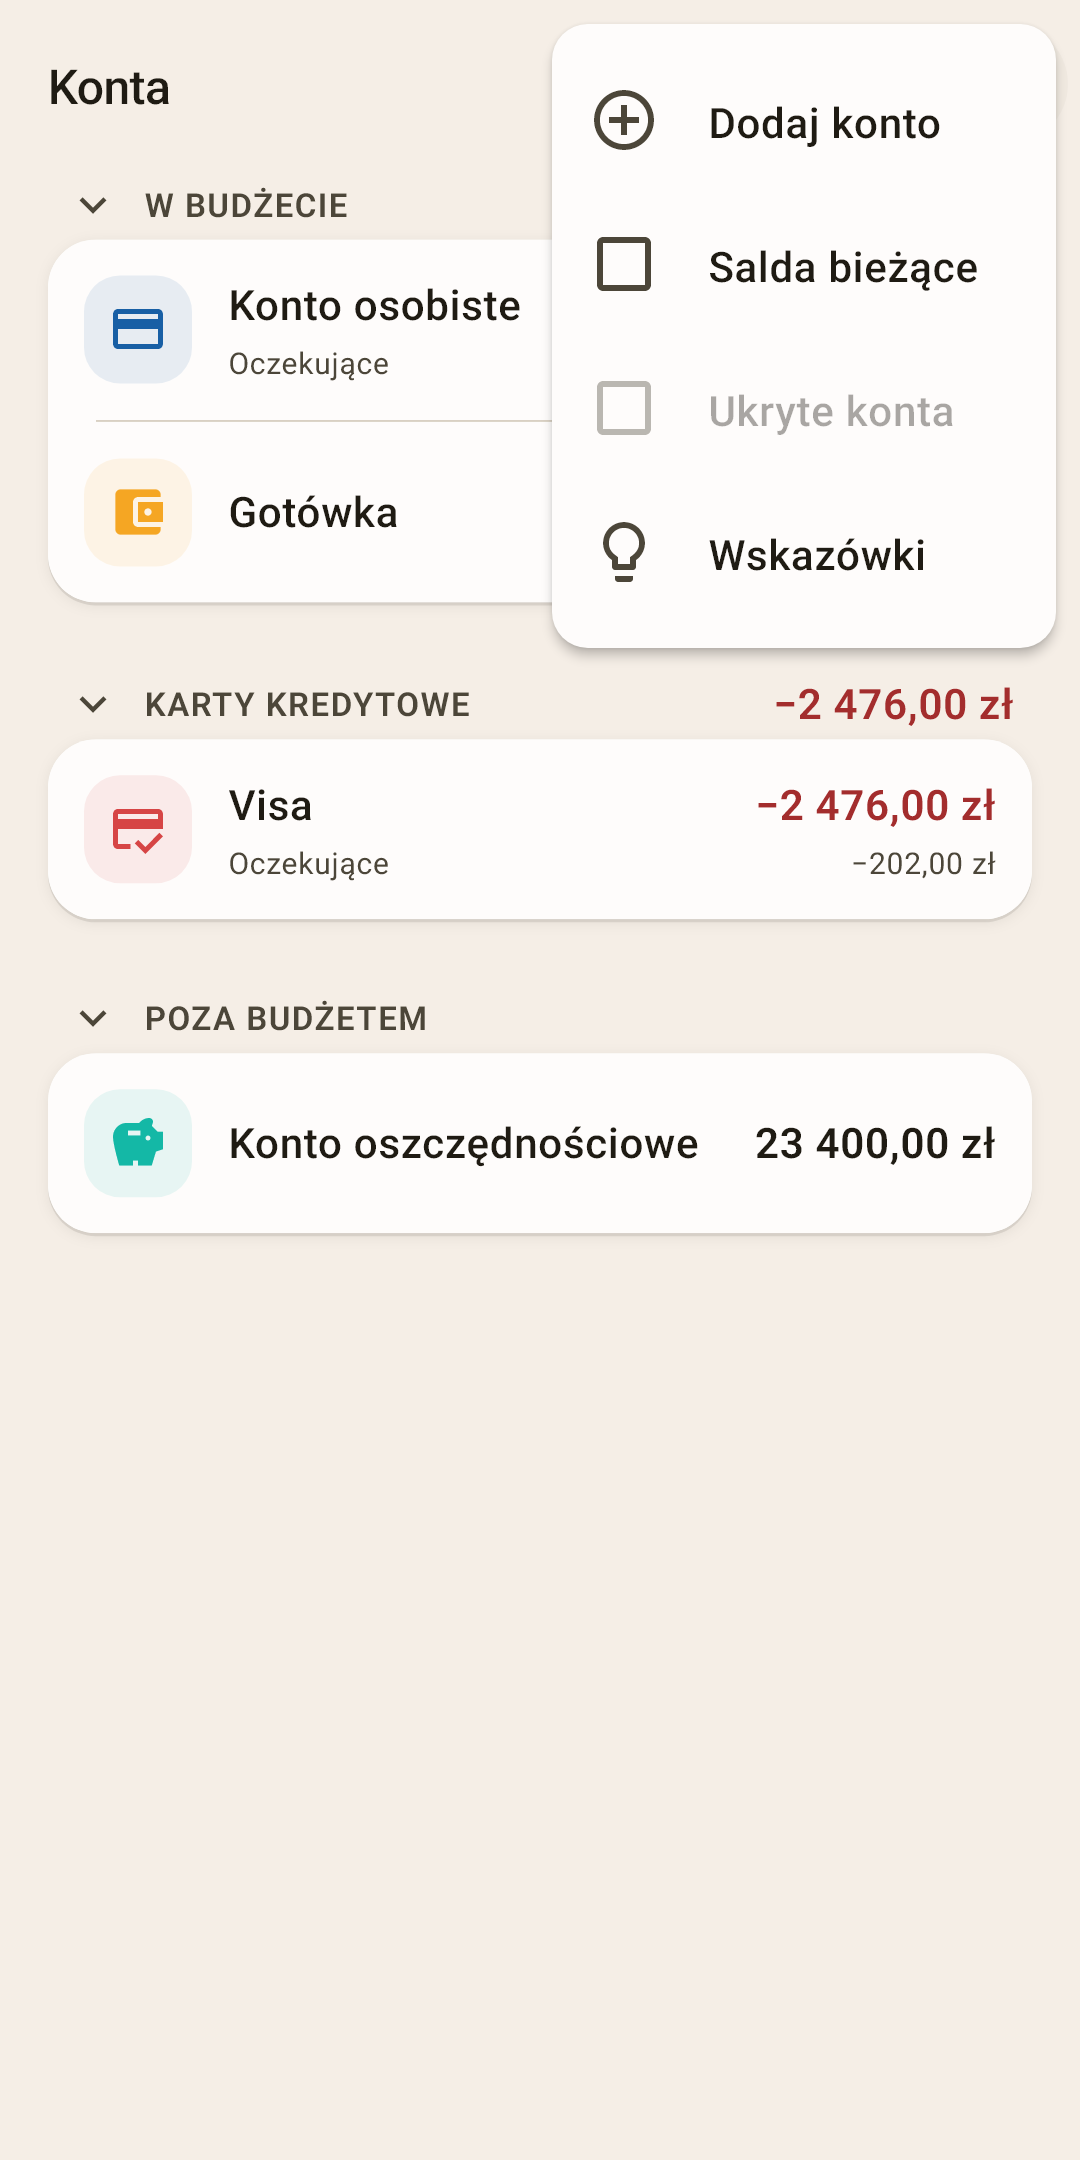 Konta
Dodaj konto
Salda bieżące
Ukryte konta
Wskazówki
W BUDŻECIE
Konto osobiste
Oczekujące
Gotówka
KARTY KREDYTOWE −2 476,00 zł
Visa −2 476,00 zł
Oczekujące −202,00 zł
POZA BUDŻETEM
Konto oszczędnościowe 23 400,00 zł